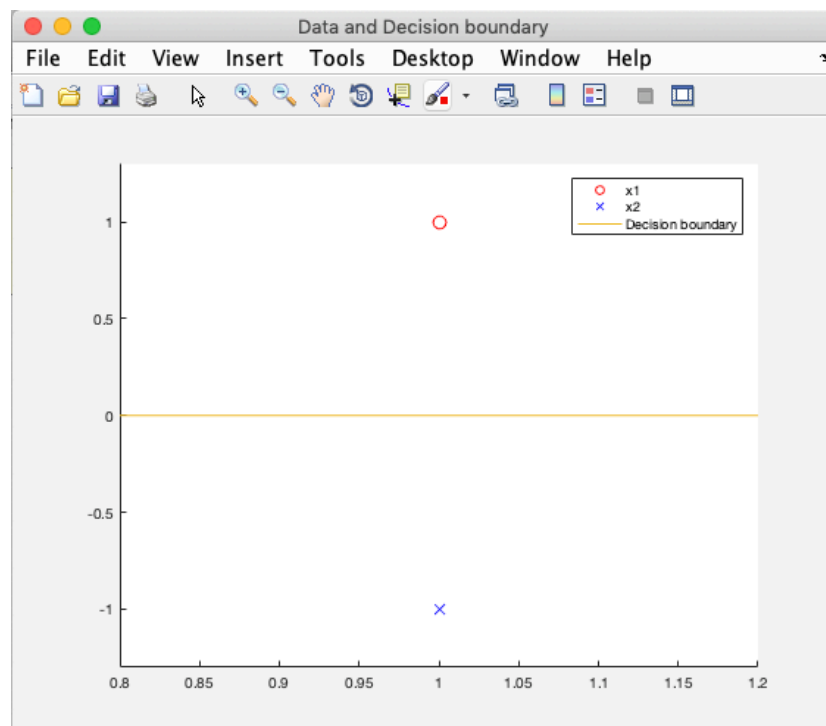 Data and Decision boundary
File Edit View Insert Tools Desktop Window Help
x1
x2
Decision boundary
1
0.5
0
-0.5
-1
0.8 0.85 0.9 0.95 1 1.05 1.1 1.15 1.2